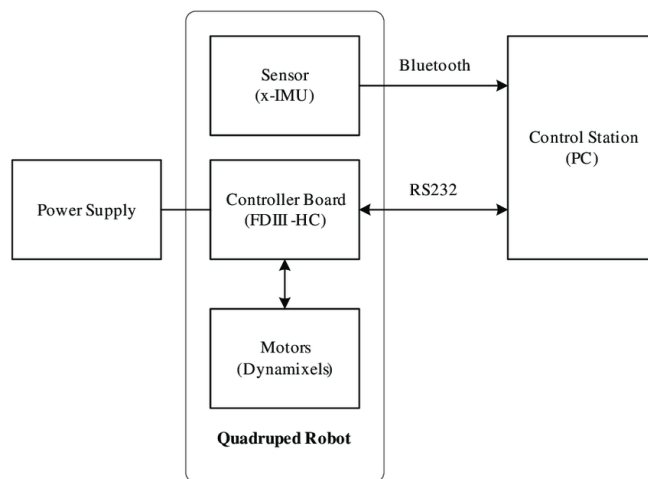 Sensor
(x-IMU)
Bluetooth
Control Station
(PC)
Power Supply
Controller Board
(FDIII-HC)
RS232
Motors
(Dynamixels)
Quadruped Robot